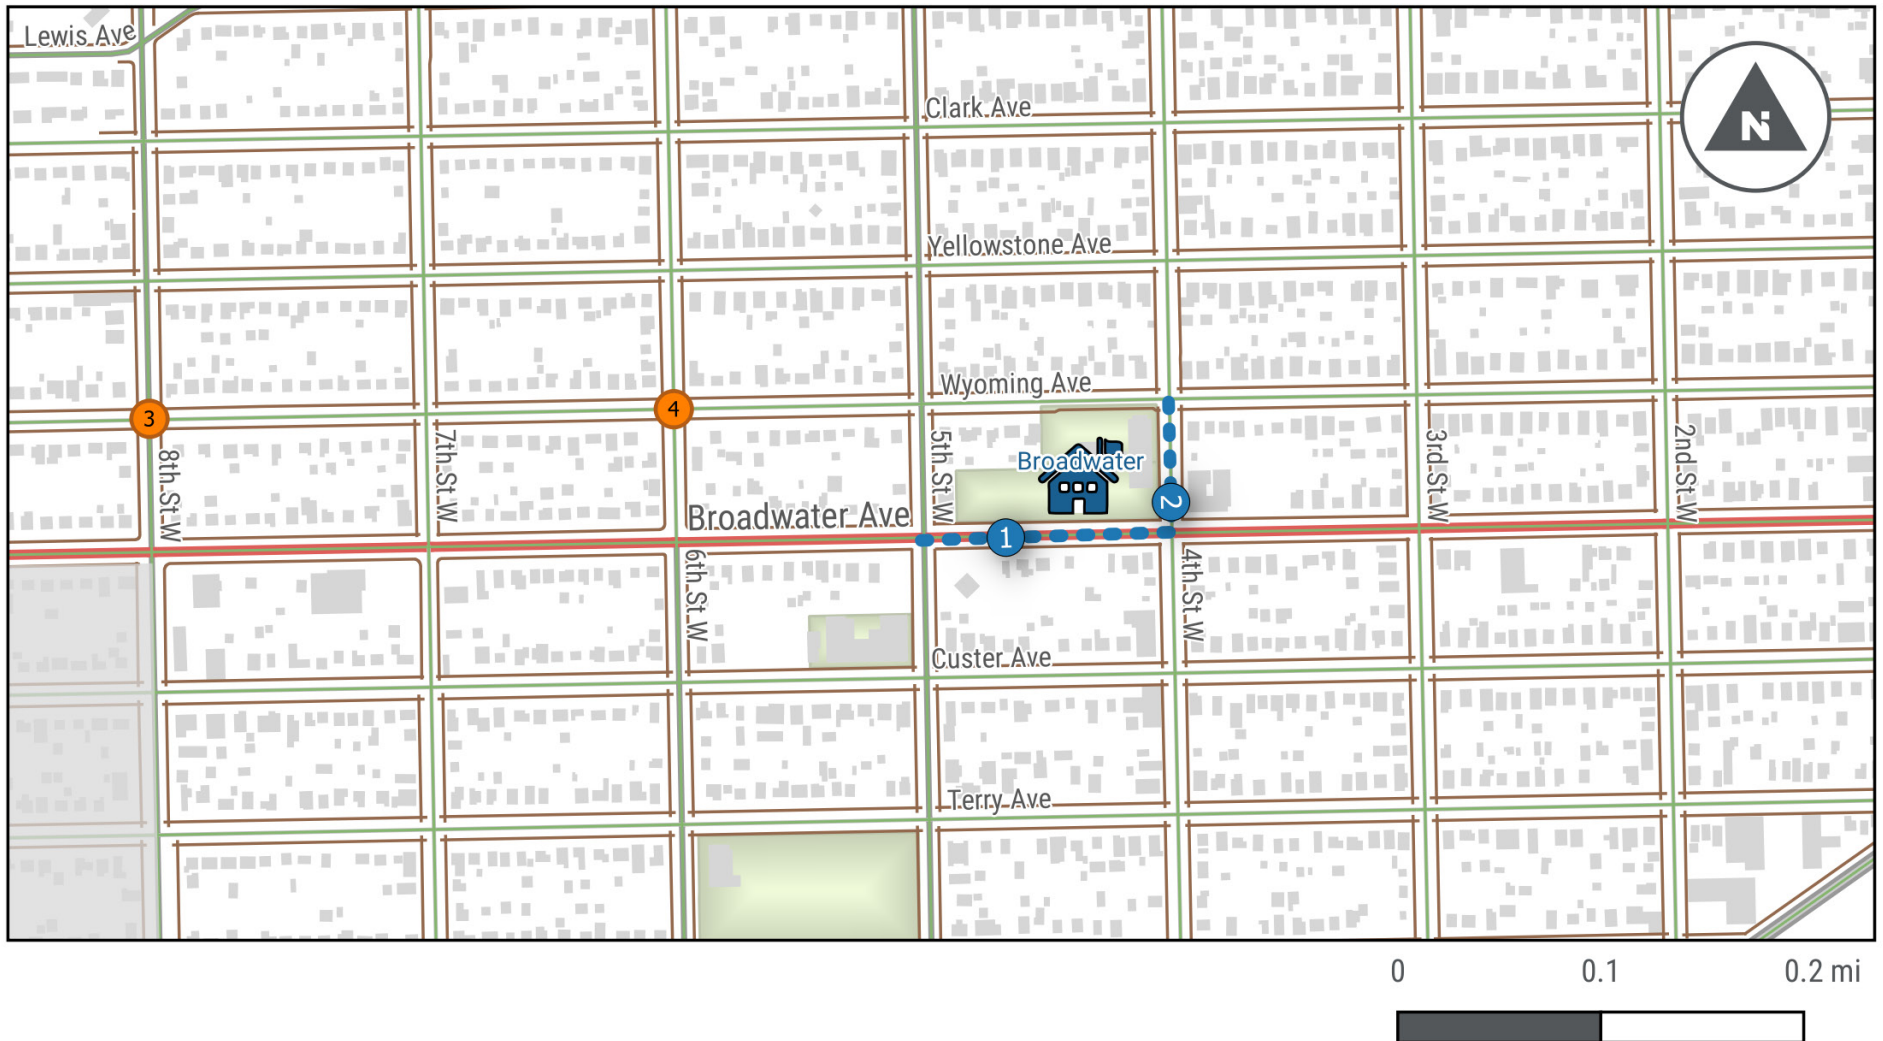 Lewis Ave
Clark Ave
N
Yellowstone Ave
Wyoming Ave
3
4
8th St W
7th St W
5th St W
Broadwater
3rd St W
2nd St W
2
Broadwater Ave
1
6th St W
4th St W
Custer Ave
Terry Ave
0 0.1 0.2 mi